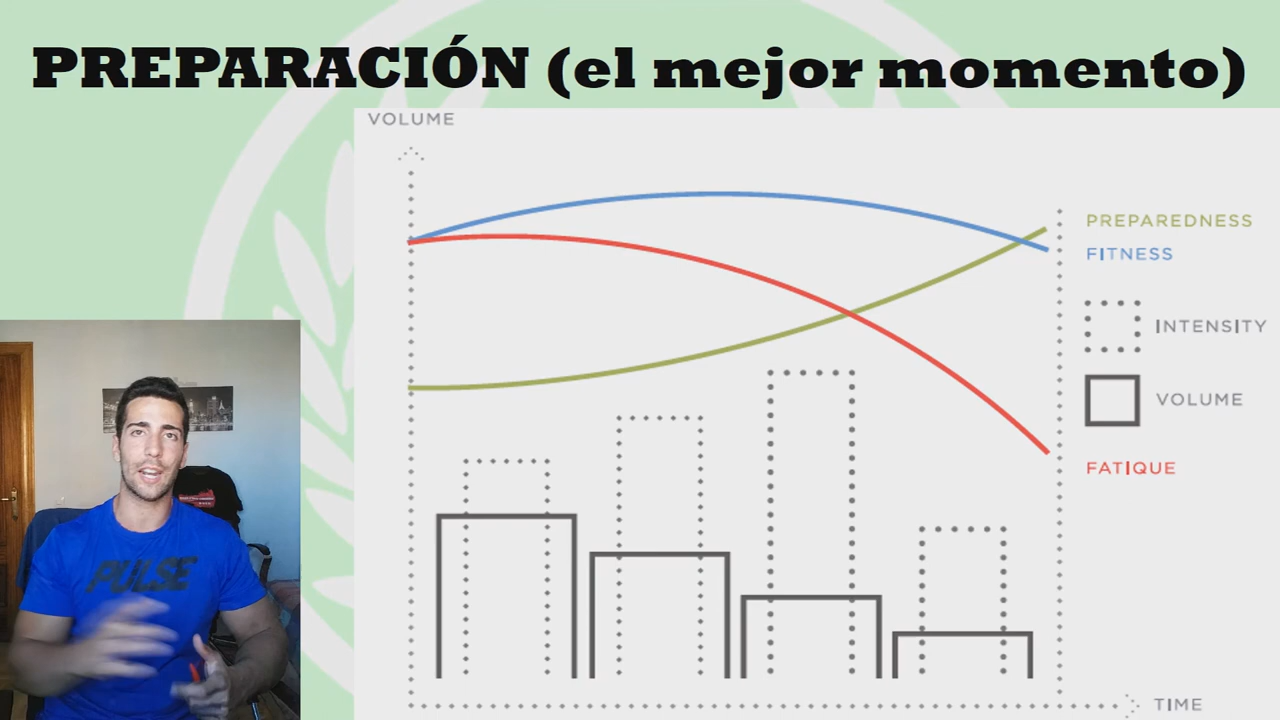 PREPARACIÓN (el mejor momento)
VOLUME
PREPAREDNESS
FITNESS
INTENSITY
VOLUME
FATIQUE
TIME
PULSE